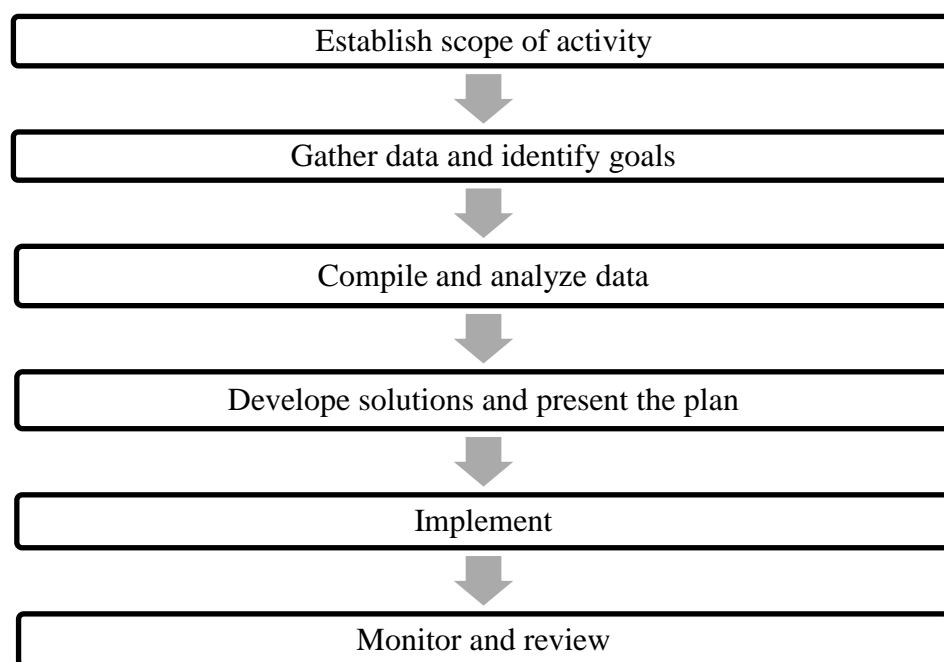 Establish scope of activity
Gather data and identify goals
Compile and analyze data
Develope solutions and present the plan
Implement
Monitor and review